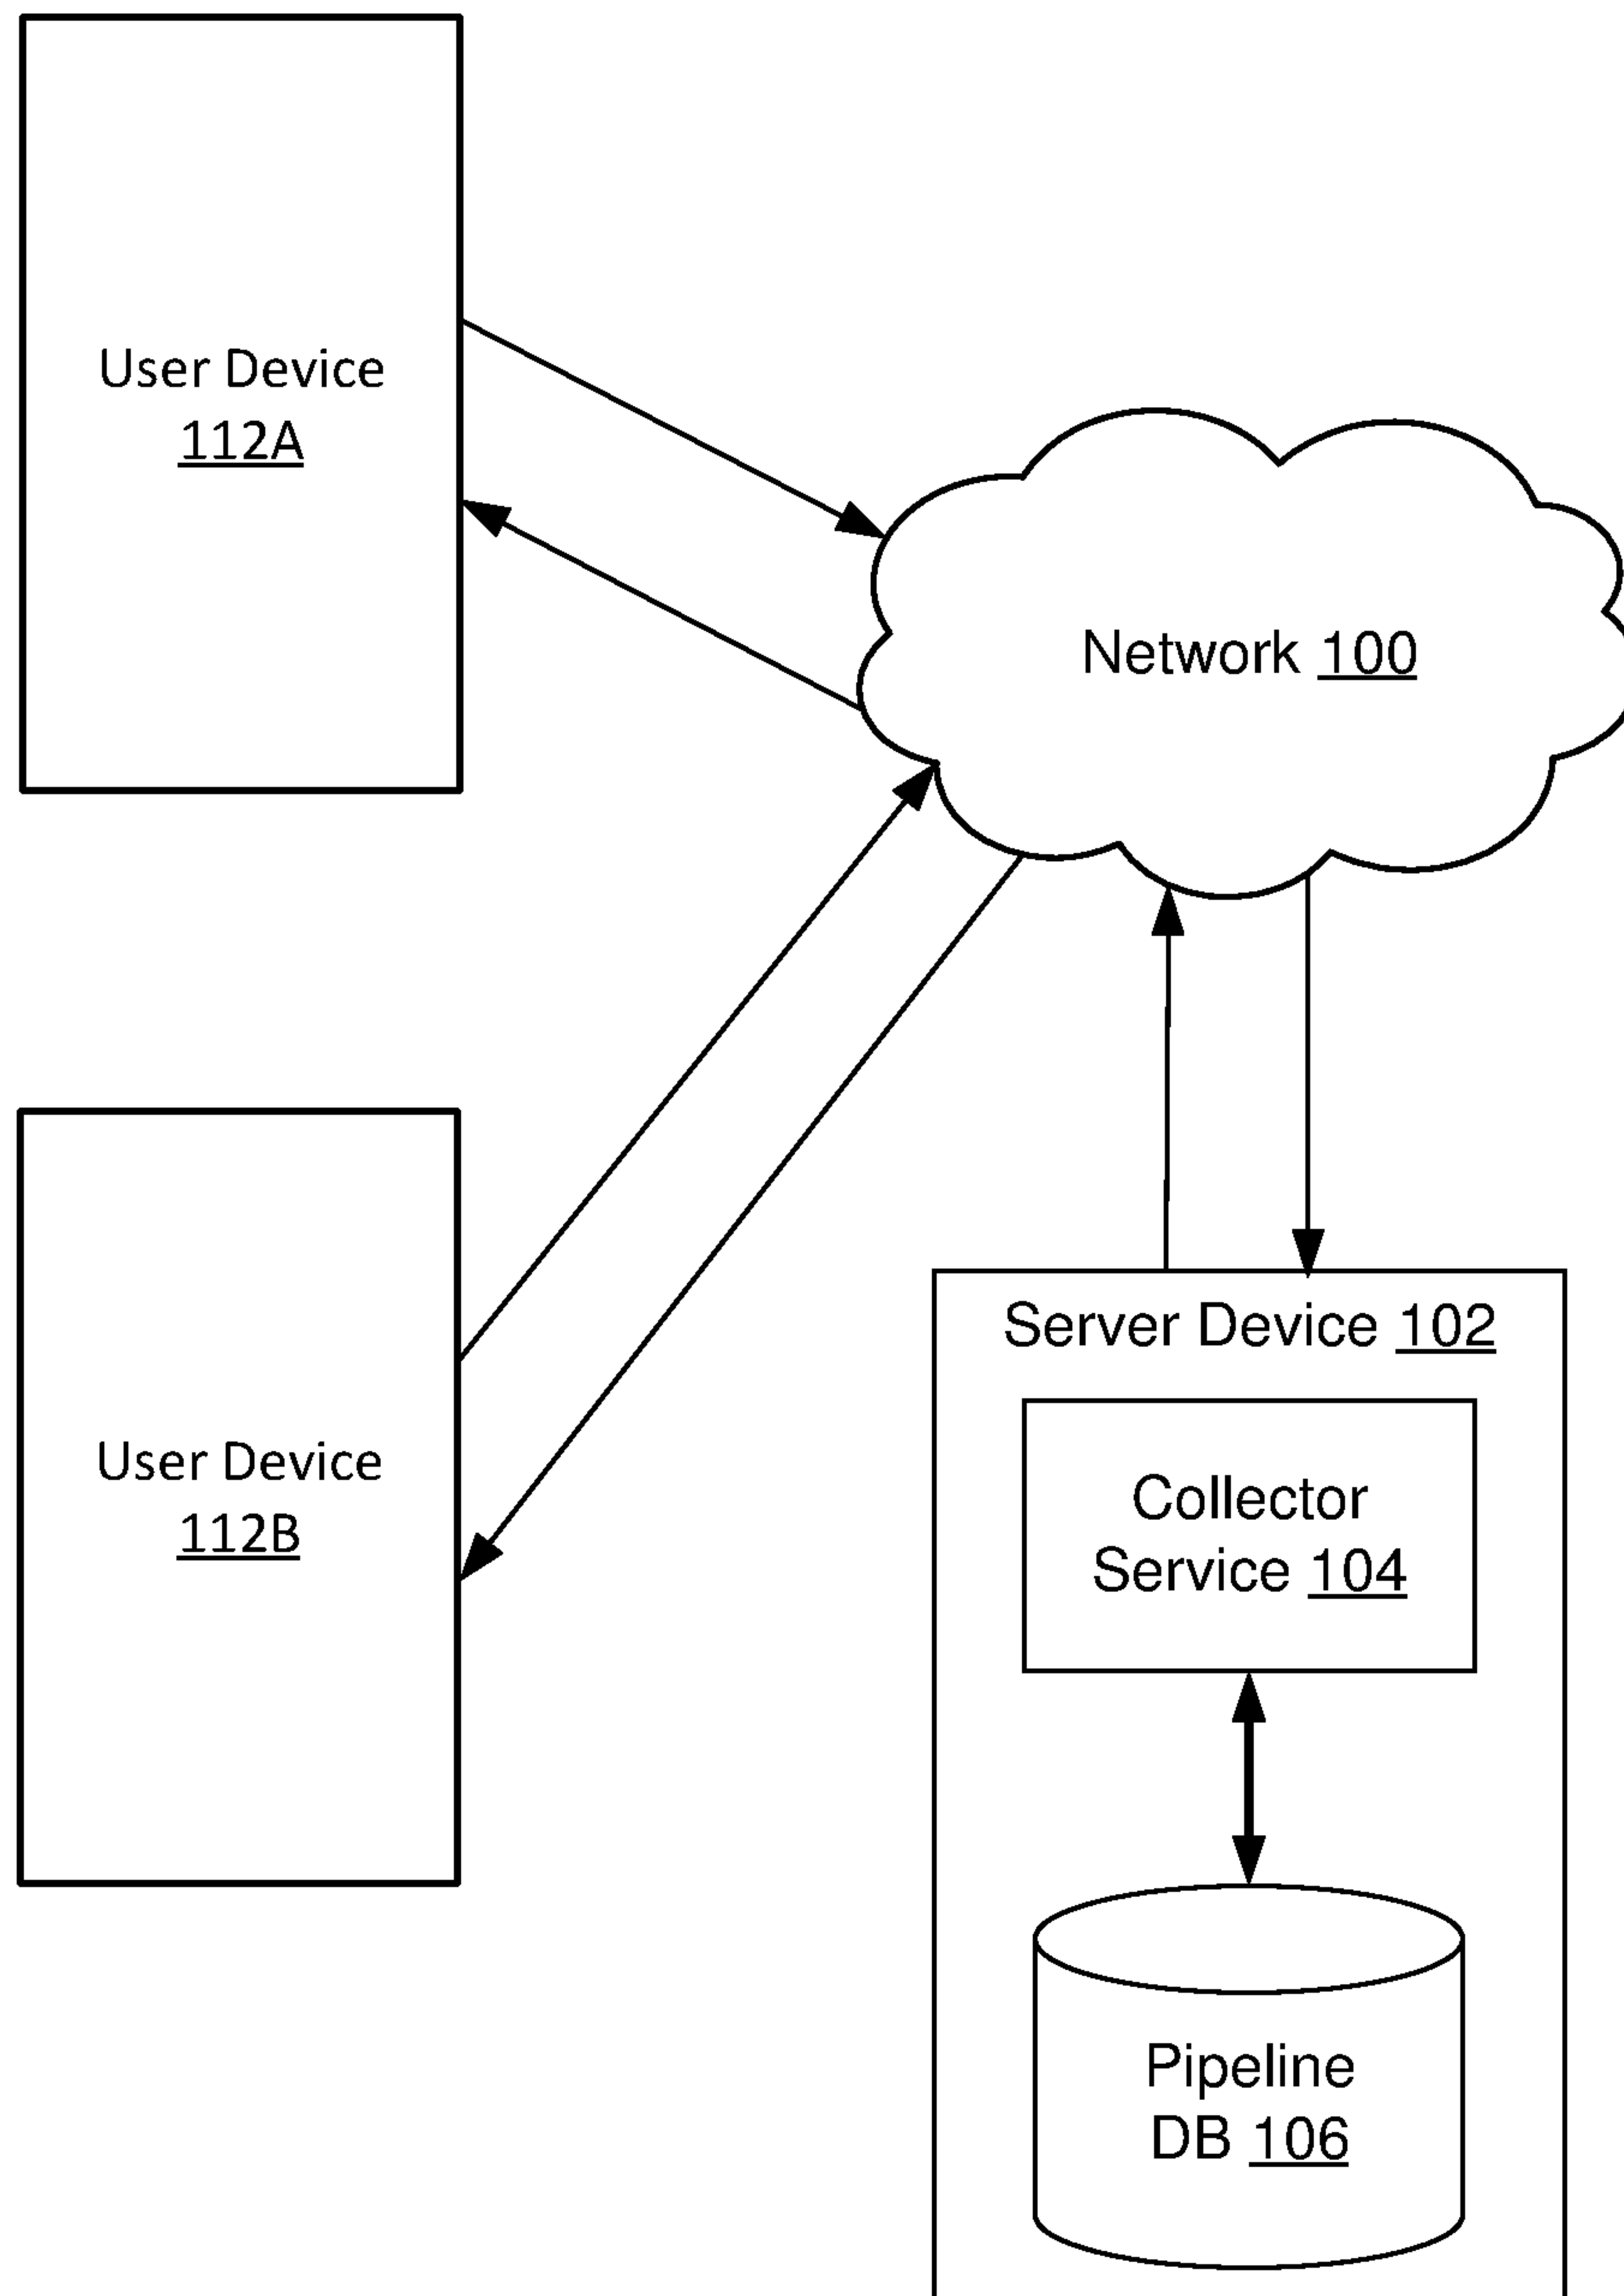 User Device
112A
Network 100
User Device
112B
Server Device 102
Collector
Service 104
Pipeline
DB 106